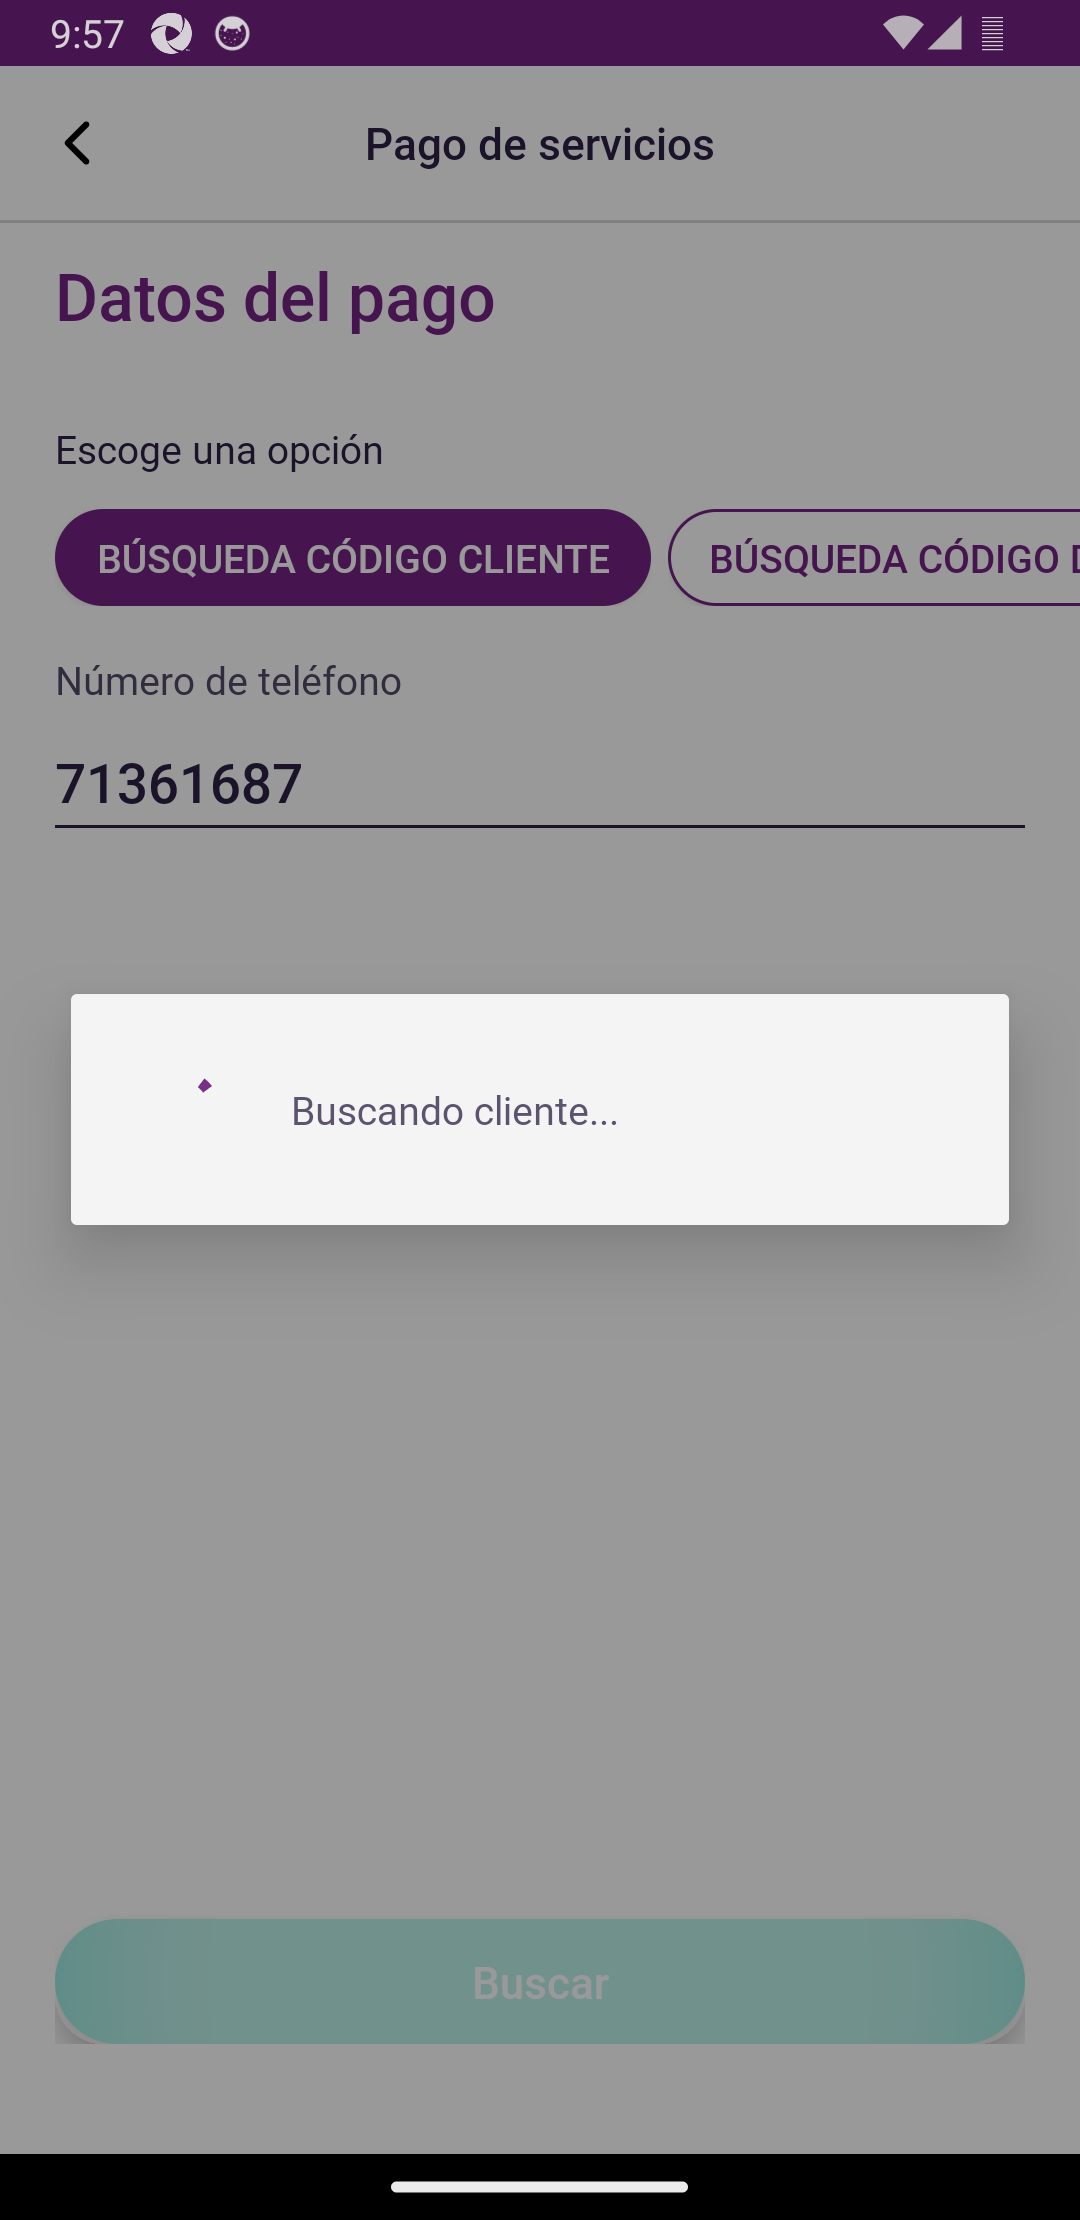 9:57
Pago de servicios
Datos del pago
Escoge una opción
BÚSQUEDA CÓDIGO CLIENTE
BÚSQUEDA CÓDIGO
Número de teléfono
71361687
Buscando cliente...
Buscar